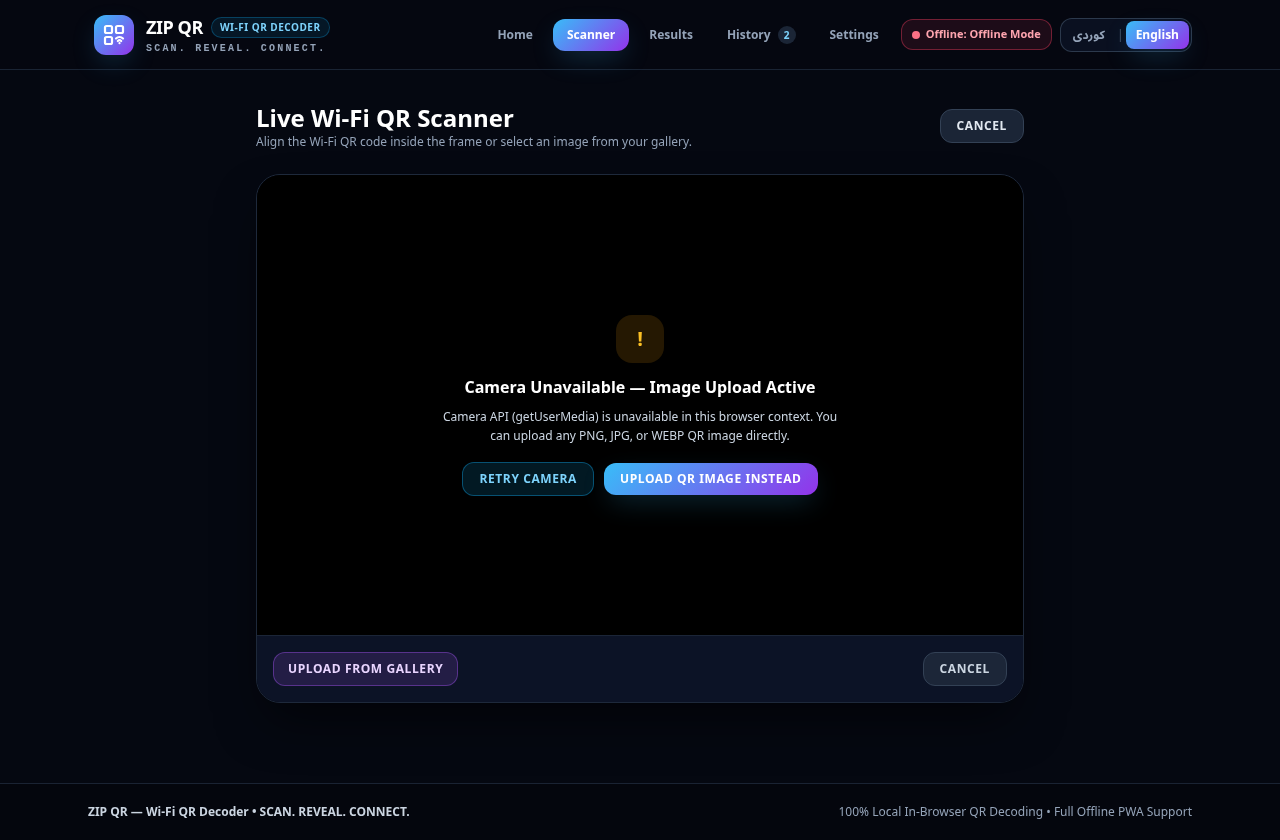 ZIP QR
WI-FI QR DECODER
SCAN. REVEAL. CONNECT.
Home
Scanner
Results
History 2
Settings
Offline: Offline Mode
کوردی
|
English
Live Wi-Fi QR Scanner
Align the Wi-Fi QR code inside the frame or select an image from your gallery.
CANCEL
!
Camera Unavailable — Image Upload Active
Camera API (getUserMedia) is unavailable in this browser context. You
can upload any PNG, JPG, or WEBP QR image directly.
RETRY CAMERA
UPLOAD QR IMAGE INSTEAD
UPLOAD FROM GALLERY
CANCEL
ZIP QR — Wi-Fi QR Decoder • SCAN. REVEAL. CONNECT.
100% Local In-Browser QR Decoding • Full Offline PWA Support